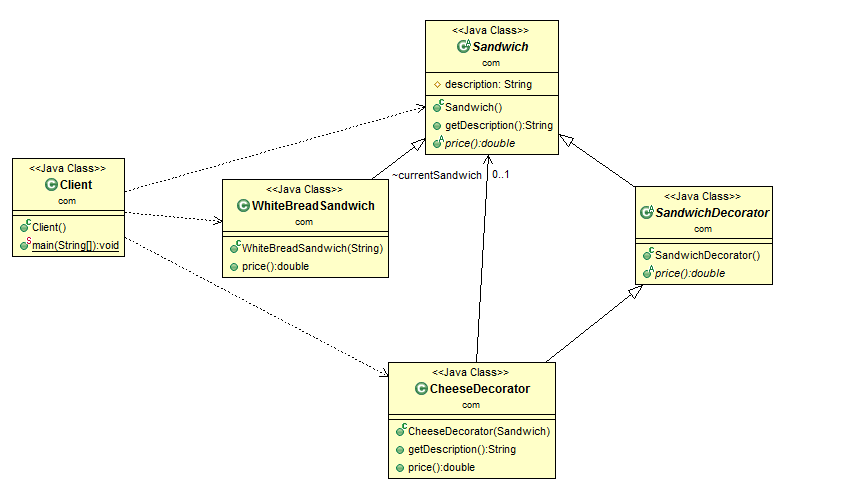 <<Java Class>>
Sandwich
com
description: String
Sandwich()
getDescription():String
price():double
<<Java Class>>
Client
com
Client()
main(String[]):void
<<Java Class>>
WhiteBreadSandwich
com
WhiteBreadSandwich(String)
price():double
~currentSandwich 0..1
<<Java Class>>
SandwichDecorator
com
SandwichDecorator()
price():double
<<Java Class>>
CheeseDecorator
com
CheeseDecorator(Sandwich)
getDescription():String
price():double